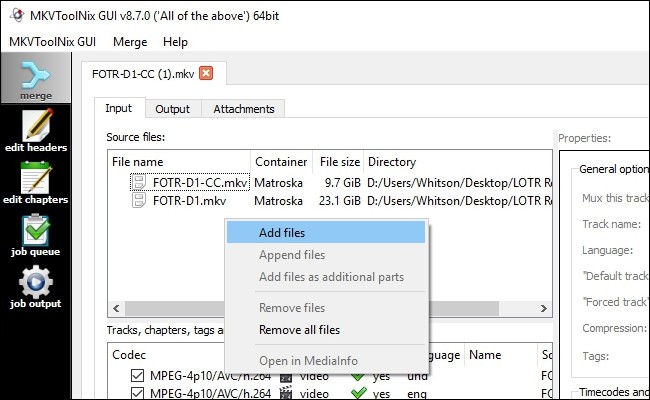 MKVToolNix GUI v8.7.0 ('All of the above') 64bit
MKVToolNix GUI Merge Help
merge
edit headers
edit chapters
job queue
job output
FOTR-D1-CC (1).mkv
Input Output Attachments
Source files:
File name Container File size Directory
FOTR-D1-CC.mkv Matroska 9.7 GiB D:/Users/Whitson/Desktop/LOTR R
FOTR-D1.mkv Matroska 23.1 GiB D:/Users/Whitson/Desktop/LOTR R
Add files
Append files
Add files as additional parts
Remove files
Remove all files
Open in MediaInfo
Tracks, chapters, tags a
Codec guage Name So
MPEG-4p10/AVC/h.264 video yes und FO
MPEG-4p10/AVC/h.264 video yes eng FO
Properties:
General option
Mux this track
Track name:
Language:
"Default track
"Forced track"
Compression:
Tags:
Timecodes and